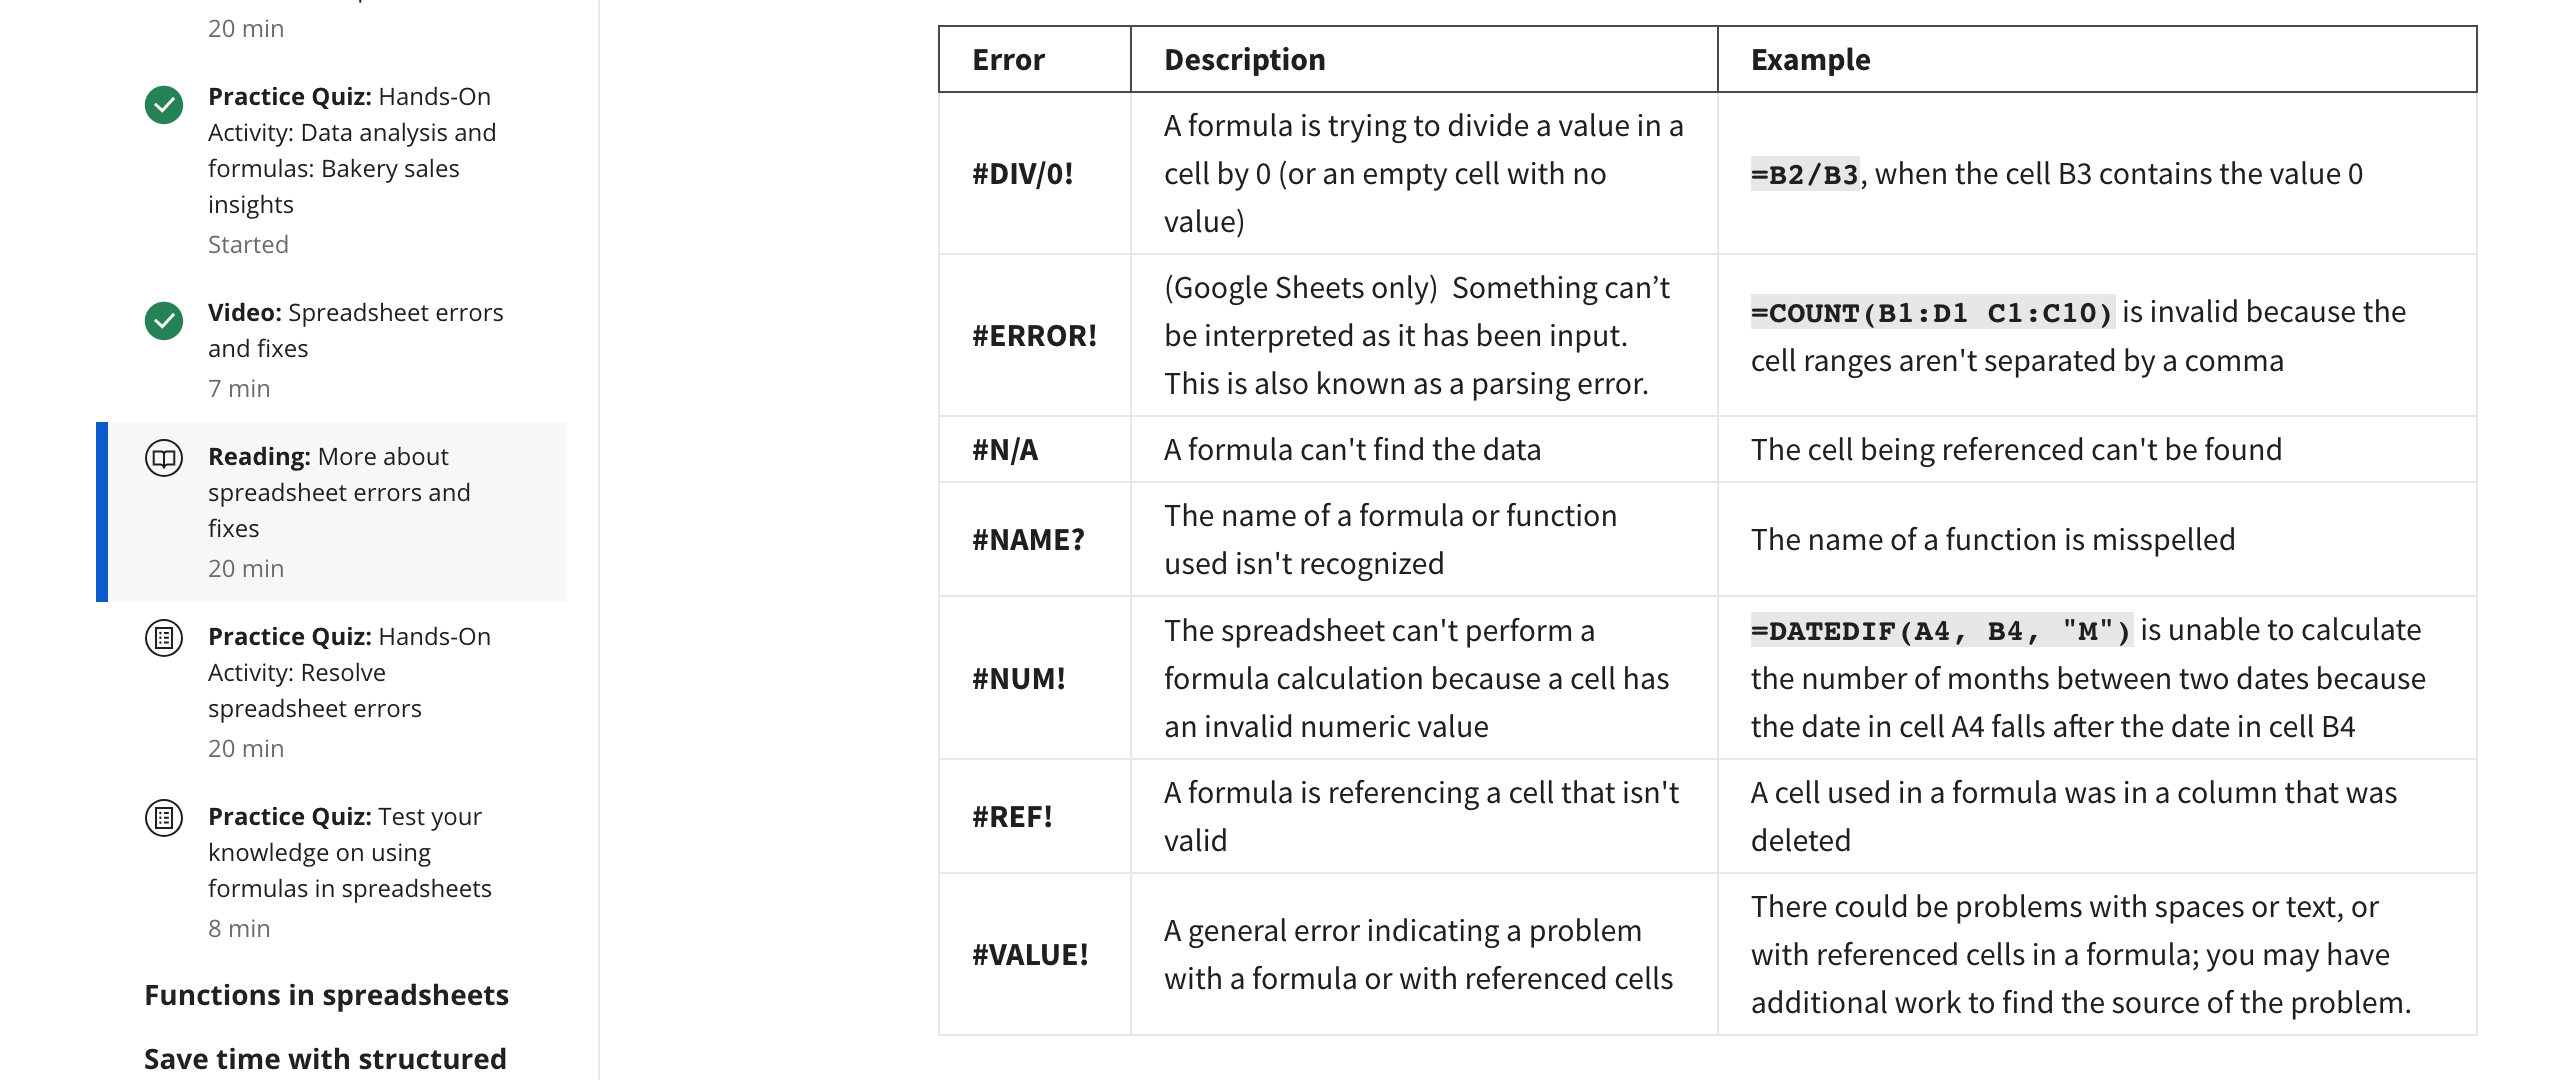 20 min
Practice Quiz: Hands-On
Activity: Data analysis and
formulas: Bakery sales
insights
Started
Video: Spreadsheet errors
and fixes
7 min
Reading: More about
spreadsheet errors and
fixes
20 min
Practice Quiz: Hands-On
Activity: Resolve
spreadsheet errors
20 min
Practice Quiz: Test your
knowledge on using
formulas in spreadsheets
8 min
Functions in spreadsheets
Save time with structured
Error Description Example
#DIV/0!
A formula is trying to divide a value in a
cell by 0 (or an empty cell with no
value)
=B2/B3, when the cell B3 contains the value 0
#ERROR!
(Google Sheets only)  Something can’t
be interpreted as it has been input.
This is also known as a parsing error.
=COUNT(B1:D1 C1:C10) is invalid because the
cell ranges aren't separated by a comma
#N/A
A formula can't find the data
The cell being referenced can't be found
#NAME?
The name of a formula or function
used isn't recognized
The name of a function is misspelled
#NUM!
The spreadsheet can't perform a
formula calculation because a cell has
an invalid numeric value
=DATEDIF(A4, B4, "M") is unable to calculate
the number of months between two dates because
the date in cell A4 falls after the date in cell B4
#REF!
A formula is referencing a cell that isn't
valid
A cell used in a formula was in a column that was
deleted
#VALUE!
A general error indicating a problem
with a formula or with referenced cells
There could be problems with spaces or text, or
with referenced cells in a formula; you may have
additional work to find the source of the problem.